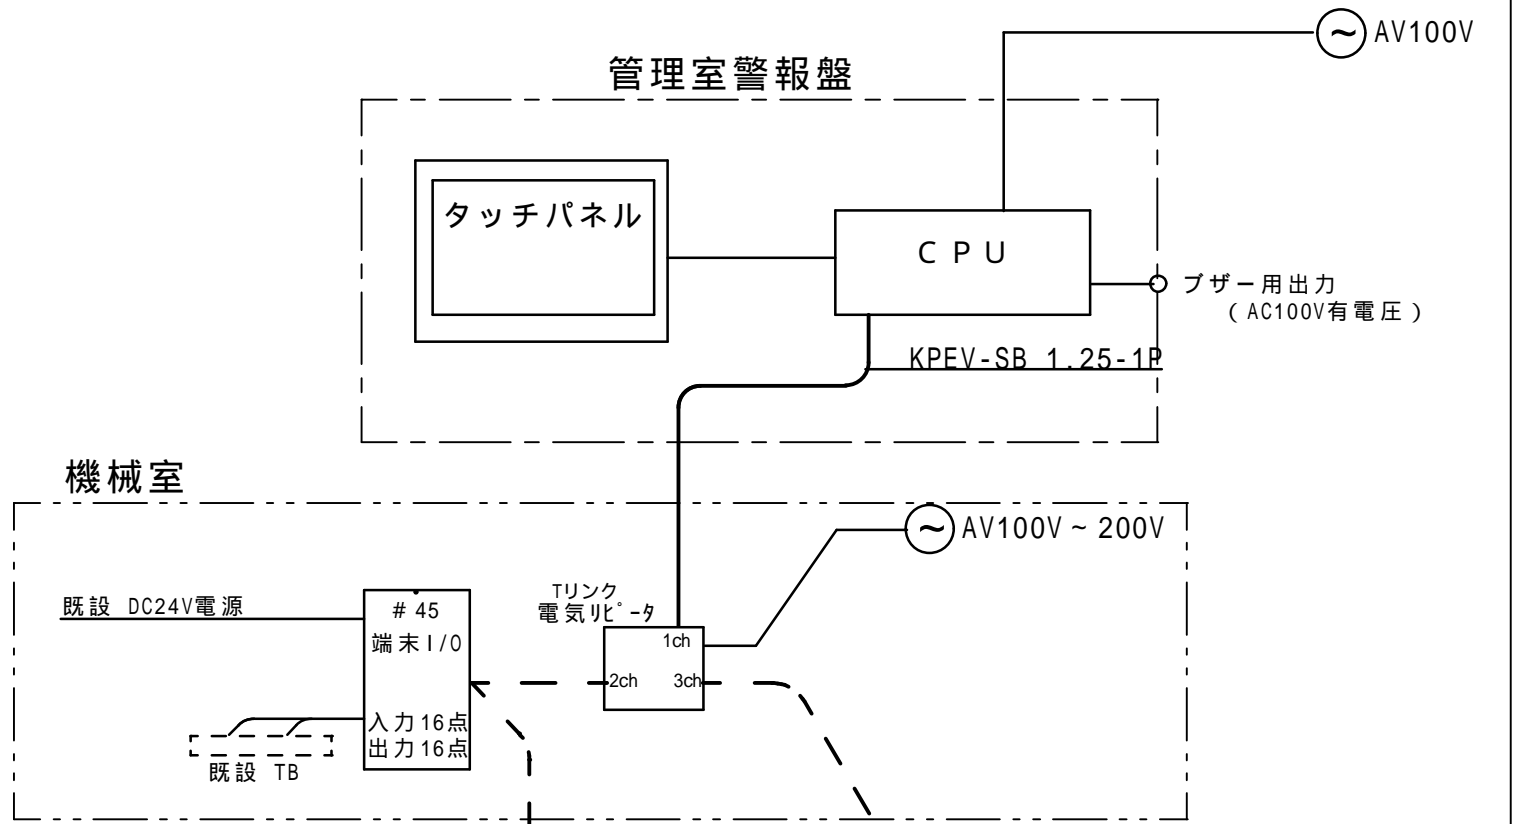 AV100V
管理室警報盤
タッチパネル
ＣＰＵ
ブザー用出力
（AC100V有電圧）
KPEV-SB 1.25-1P
機械室
AV100V~200V
既設 DC24V電源
#45
端末I/O
Tリンク
電気ﾘﾋﾟｰﾀ
1ch
2ch
3ch
入力16点
出力16点
既設 TB